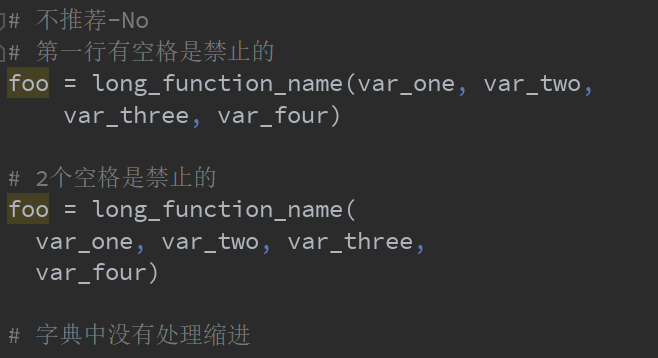 # 不推荐-No
# 第一行有空格是禁止的
foo = long_function_name(var_one, var_two,
    var_three, var_four)
# 2个空格是禁止的
foo = long_function_name(
  var_one, var_two, var_three,
  var_four)
# 字典中没有处理缩进